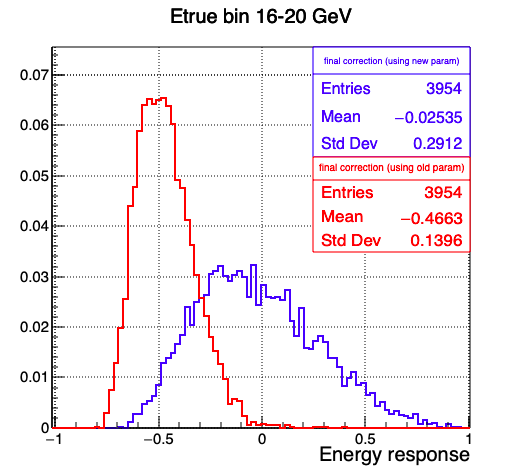 Etrue bin 16-20 GeV
final correction (using new param)
Entries 3954
Mean −0.02535
Std Dev 0.2912
final correction (using old param)
Entries 3954
Mean −0.4663
Std Dev 0.1396
0.07
0.06
0.05
0.04
0.03
0.02
0.01
0
−1 −0.5 0 0.5 1
Energy response